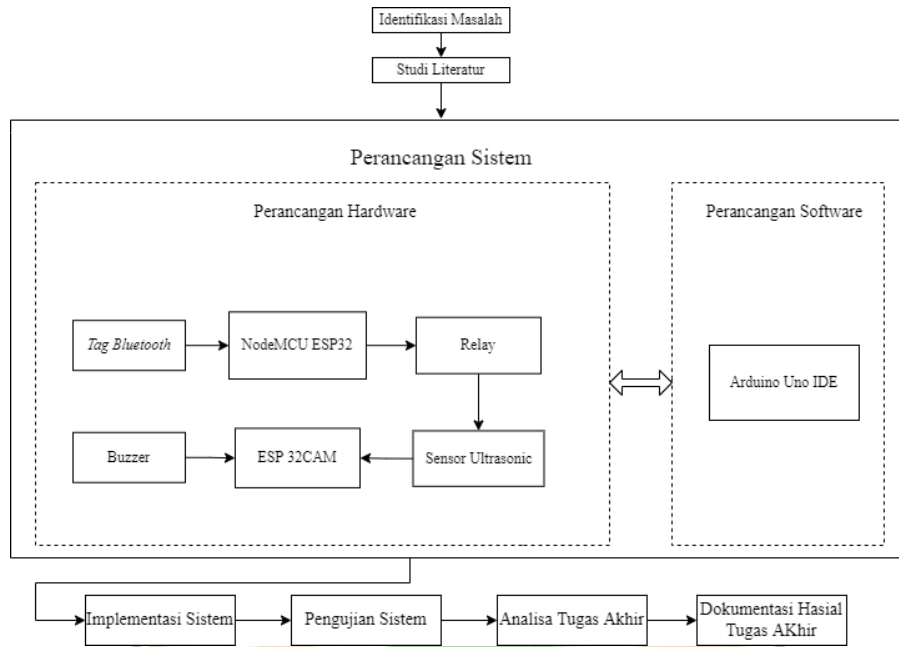 Identifikasi Masalah
Studi Literatur
Perancangan Sistem
Perancangan Hardware
Perancangan Software
Tag Bluetooth
NodeMCU ESP32
Relay
Arduino Uno IDE
Buzzer
ESP 32CAM
Sensor Ultrasonic
Implementasi Sistem
Pengujian Sistem
Analisa Tugas Akhir
Dokumentasi Hasial
Tugas AKhir